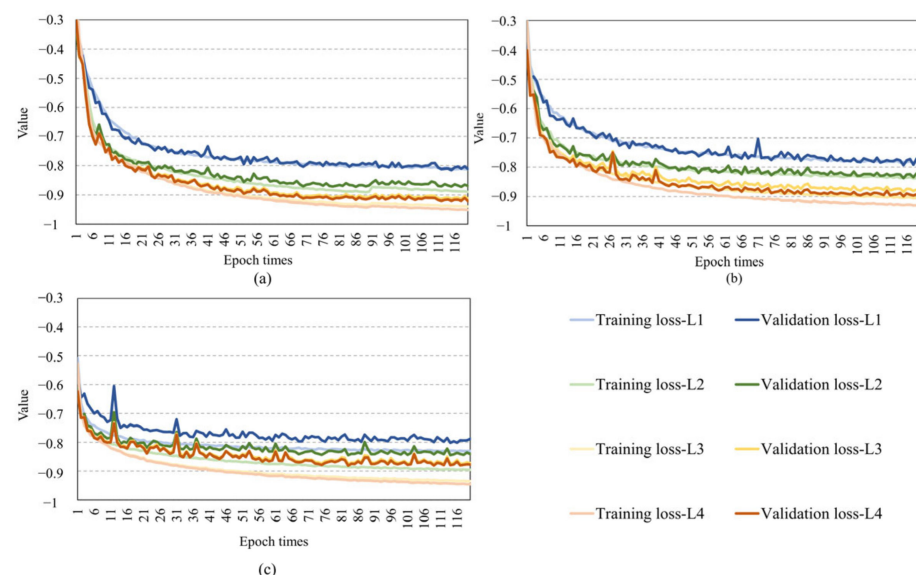 −0.3
−0.4
−0.5
−0.6
−0.7
−0.8
−0.9
−1
Value
1 6 11 16 21 26 31 36 41 46 51 56 61 66 71 76 81 86 91 96 101 106 111 116
Epoch times
(a)
−0.3
−0.4
−0.5
−0.6
−0.7
−0.8
−0.9
−1
Value
1 6 11 16 21 26 31 36 41 46 51 56 61 66 71 76 81 86 91 96 101 106 111 116
Epoch times
(b)
−0.3
−0.4
−0.5
−0.6
−0.7
−0.8
−0.9
−1
Value
1 6 11 16 21 26 31 36 41 46 51 56 61 66 71 76 81 86 91 96 101 106 111 116
Epoch times
(c)
Training loss-L1 Validation loss-L1
Training loss-L2 Validation loss-L2
Training loss-L3 Validation loss-L3
Training loss-L4 Validation loss-L4